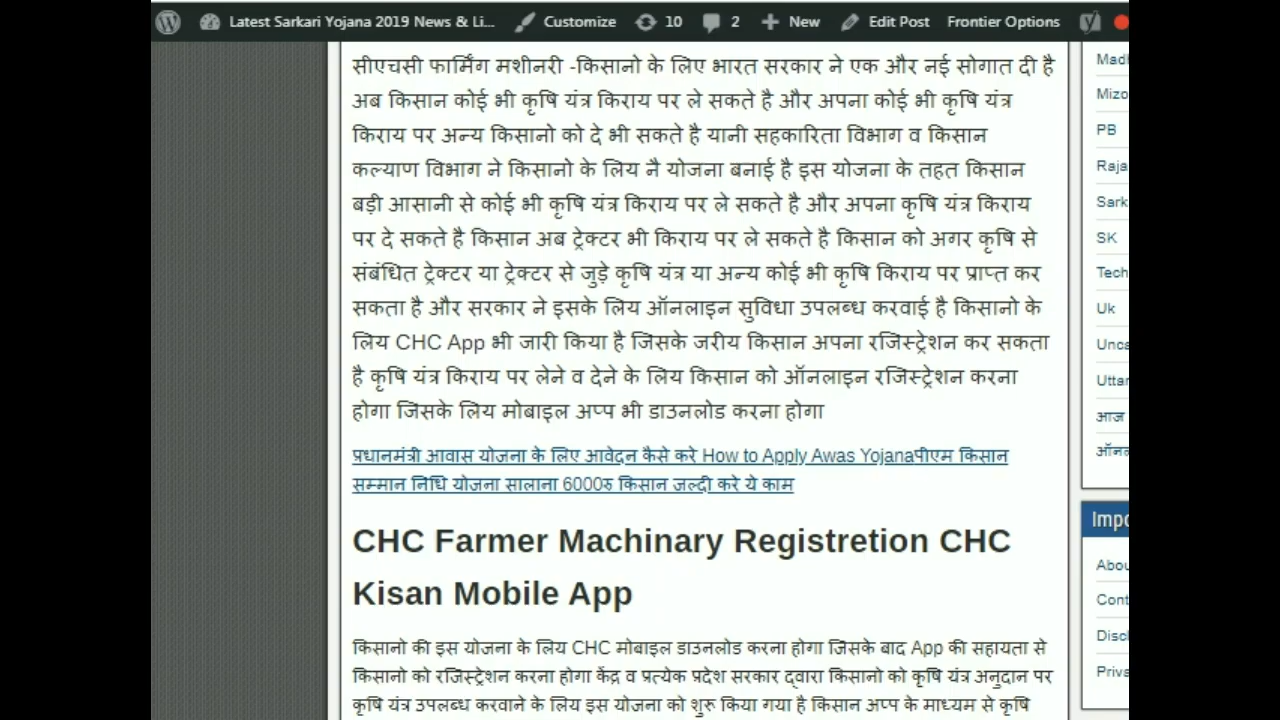 Latest Sarkari Yojana 2019 News & Li... Customize 10 2 New Edit Post Frontier Options
सीएचसी फार्मिंग मशीनरी -किसानो के लिए भारत सरकार ने एक और नई सोगात दी है
अब किसान कोई भी कृषि यंत्र किराय पर ले सकते है और अपना कोई भी कृषि यंत्र
किराय पर अन्य किसानो को दे भी सकते है यानी सहकारिता विभाग व किसान
कल्याण विभाग ने किसानो के लिय नै योजना बनाई है इस योजना के तहत किसान
बड़ी आसानी से कोई भी कृषि यंत्र किराय पर ले सकते है और अपना कृषि यंत्र किराय
पर दे सकते है किसान अब ट्रेक्टर भी किराय पर ले सकते है किसान को अगर कृषि से
संबंधित ट्रेक्टर या ट्रेक्टर से जुड़े कृषि यंत्र या अन्य कोई भी कृषि किराय पर प्राप्त कर
सकता है और सरकार ने इसके लिय ऑनलाइन सुविधा उपलब्ध करवाई है किसानो के
लिय CHC App भी जारी किया है जिसके जरीय किसान अपना रजिस्ट्रेशन कर सकता
है कृषि यंत्र किराय पर लेने व देने के लिय किसान को ऑनलाइन रजिस्ट्रेशन करना
होगा जिसके लिय मोबाइल अप्प भी डाउनलोड करना होगा
प्रधानमंत्री आवास योजना के लिए आवेदन कैसे करे How to Apply Awas Yojanaपीएम किसान
सम्मान निधि योजना सालाना 6000रु किसान जल्दी करे ये काम
CHC Farmer Machinary Registretion CHC
Kisan Mobile App
किसानो की इस योजना के लिय CHC मोबाइल डाउनलोड करना होगा जिसके बाद App की सहायता से
किसानो को रजिस्ट्रेशन करना होगा केंद्र व प्रत्येक प्रदेश सरकार द्वारा किसानो को कृषि यंत्र अनुदान पर
कृषि यंत्र उपलब्ध करवाने के लिय इस योजना को शुरू किया गया है किसान अप्प के माध्यम से कृषि
Mad
Mizo
PB
Raja
Sark
SK
Tech
Uk
Unca
Uttar
आज
ऑनल
Impo
Abou
Cont
Discl
Priva